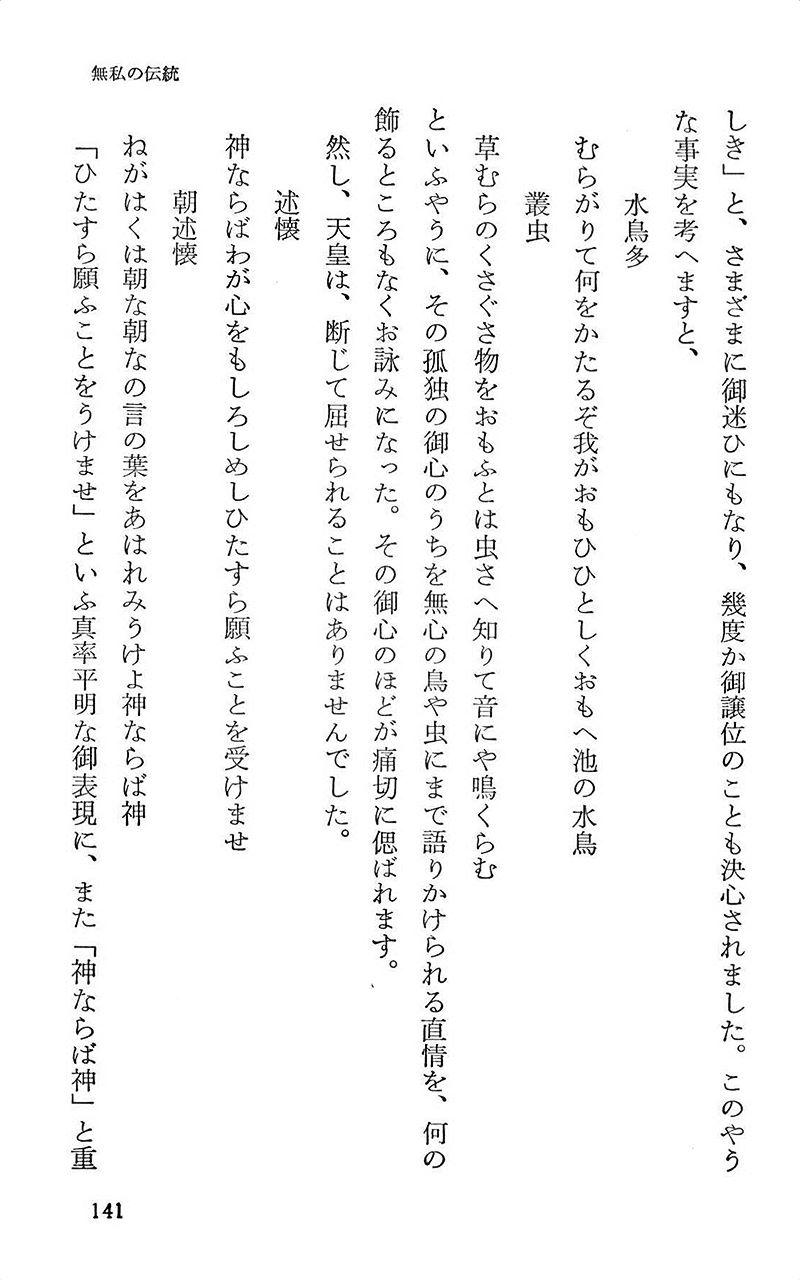 無私の伝統
しき」と、さまざまに御迷ひにもなり、幾度か御譲位のことも決心されました。このやう
な事実を考へますと、
水鳥多
むらがりて何をかたるぞ我がおもひひとしくおもへ池の水鳥
叢虫
草むらのくさぐさ物をおもふとは虫さへ知りて音にや鳴くらむ
といふやうに、その孤独の御心のうちを無心の鳥や虫にまで語りかけられる直情を、何の
飾るところもなくお詠みになった。その御心のほどが痛切に偲ばれます。
然し、天皇は、断じて屈せられることはありませんでした。
述懐
神ならばわが心をもしろしめしひたすら願ふことを受けませ
朝述懐
ねがはくは朝な朝なの言の葉をあはれみうけよ神ならば神
「ひたすら願ふことをうけませ」といふ真率平明な御表現に、また「神ならば神」と重
141